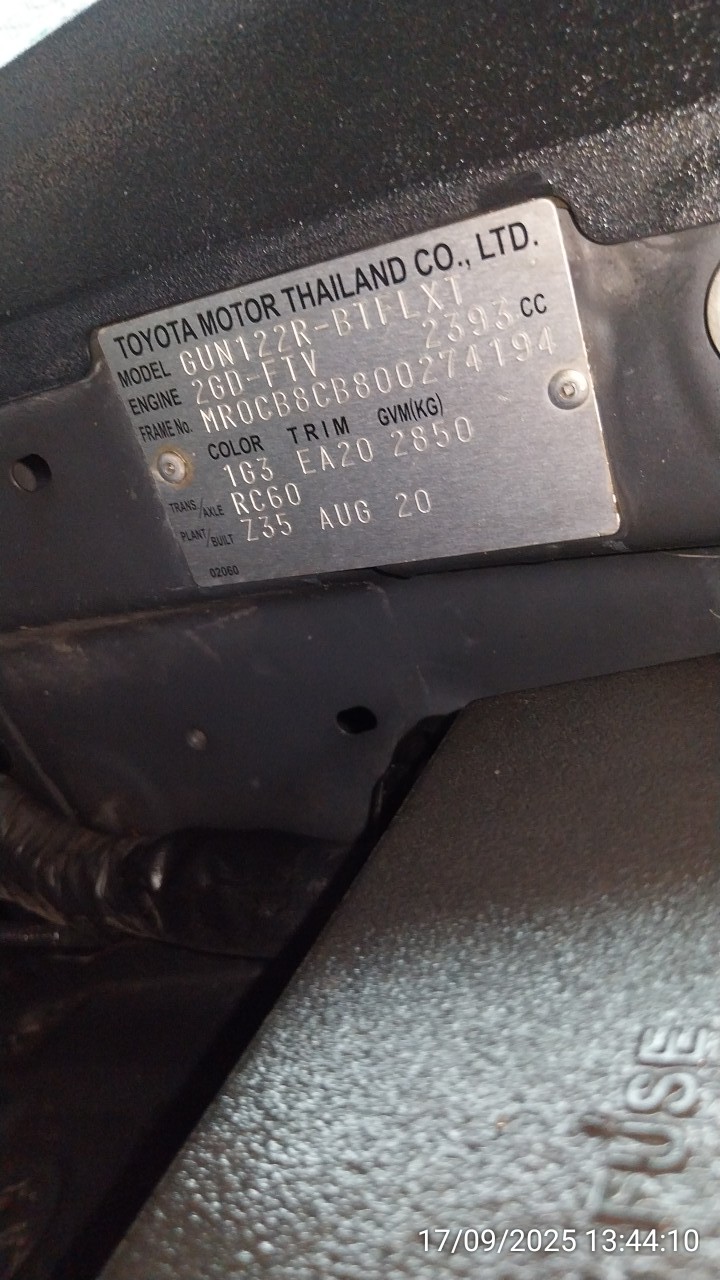 TOYOTA MOTOR THAILAND CO., LTD.
MODEL GUN122R-BTFLXT
ENGINE 2GD-FTV 2393 CC
FRAME No. MR0CB8CB800274194
COLOR TRIM GVM(KG)
1G3 EA20 2850
TRANS/AXLE RC60
PLANT/BUILT Z35 AUG 20
02060
FUSE
17/09/2025 13:44:10